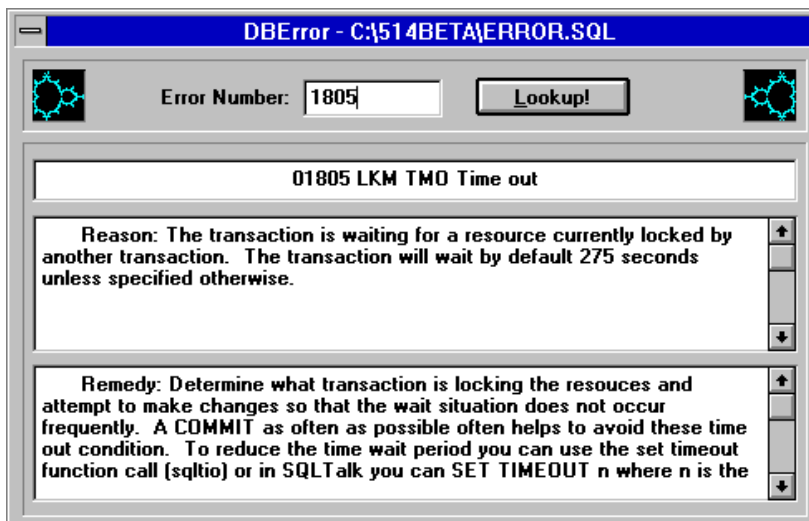 DBError - C:\514BETA\ERROR.SQL
Error Number: 1805 Lookup!
01805 LKM TMO Time out
Reason: The transaction is waiting for a resource currently locked by
another transaction. The transaction will wait by default 275 seconds
unless specified otherwise.
Remedy: Determine what transaction is locking the resouces and
attempt to make changes so that the wait situation does not occur
frequently. A COMMIT as often as possible often helps to avoid these time
out condition. To reduce the time wait period you can use the set timeout
function call (sqltio) or in SQLTalk you can SET TIMEOUT n where n is the